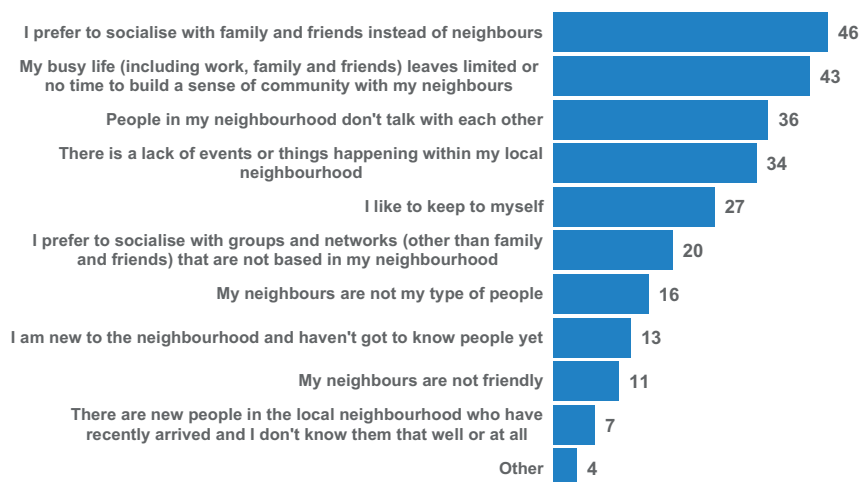 I prefer to socialise with family and friends instead of neighbours 46
My busy life (including work, family and friends) leaves limited or
no time to build a sense of community with my neighbours 43
People in my neighbourhood don't talk with each other 36
There is a lack of events or things happening within my local
neighbourhood 34
I like to keep to myself 27
I prefer to socialise with groups and networks (other than family
and friends) that are not based in my neighbourhood 20
My neighbours are not my type of people 16
I am new to the neighbourhood and haven't got to know people yet 13
My neighbours are not friendly 11
There are new people in the local neighbourhood who have
recently arrived and I don't know them that well or at all 7
Other 4